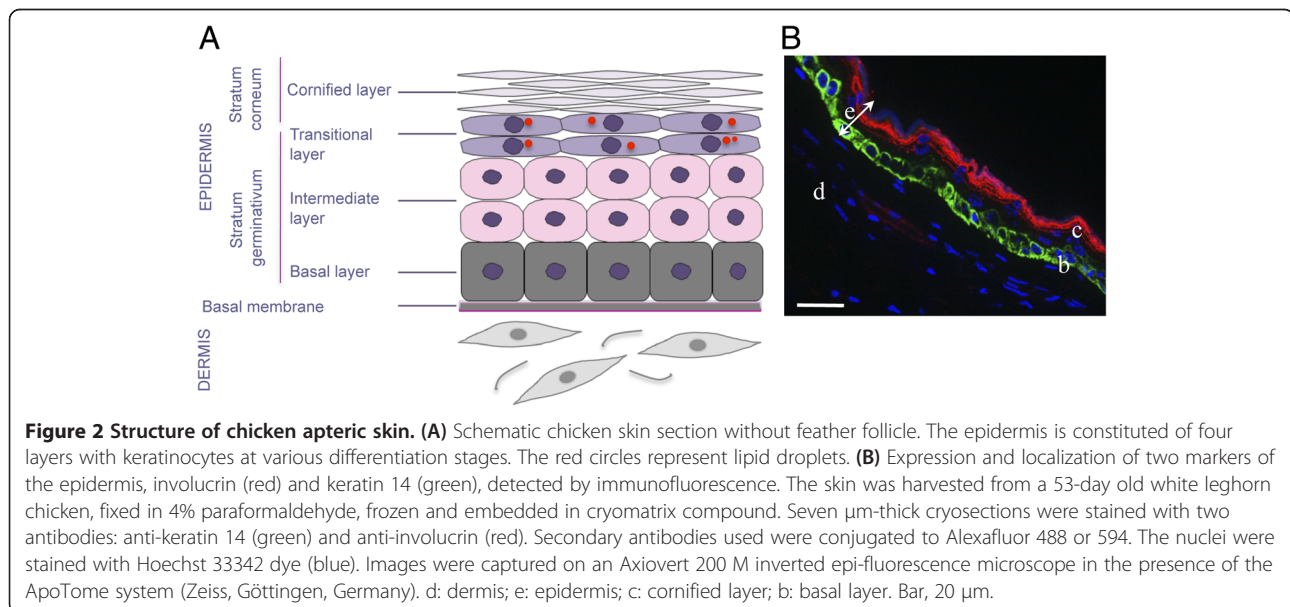 A
B
EPIDERMIS
Stratum
corneum
Stratum
germinativum
DERMIS
Cornified layer
Transitional
layer
Intermediate
layer
Basal layer
Basal membrane
e
d
c
b
Figure 2 Structure of chicken apteric skin. (A) Schematic chicken skin section without feather follicle. The epidermis is constituted of four
layers with keratinocytes at various differentiation stages. The red circles represent lipid droplets. (B) Expression and localization of two markers of
the epidermis, involucrin (red) and keratin 14 (green), detected by immunofluorescence. The skin was harvested from a 53-day old white leghorn
chicken, fixed in 4% paraformaldehyde, frozen and embedded in cryomatrix compound. Seven μm-thick cryosections were stained with two
antibodies: anti-keratin 14 (green) and anti-involucrin (red). Secondary antibodies used were conjugated to Alexafluor 488 or 594. The nuclei were
stained with Hoechst 33342 dye (blue). Images were captured on an Axiovert 200 M inverted epi-fluorescence microscope in the presence of the
ApoTome system (Zeiss, Göttingen, Germany). d: dermis; e: epidermis; c: cornified layer; b: basal layer. Bar, 20 μm.